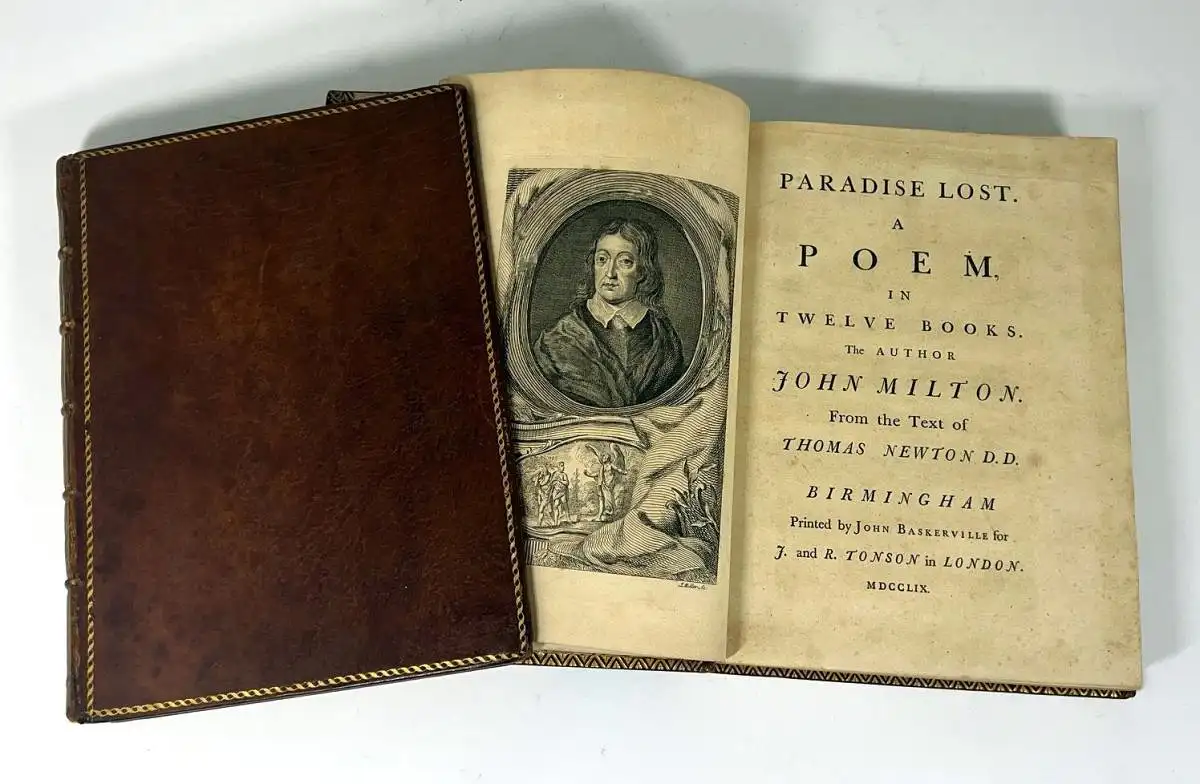 PARADISE LOST.
A
POEM,
IN
TWELVE BOOKS.
The AUTHOR
JOHN MILTON.
From the Text of
THOMAS NEWTON D.D.
BIRMINGHAM
Printed by JOHN BASKERVILLE for
J. and R. TONSON in LONDON.
MDCCLIX.